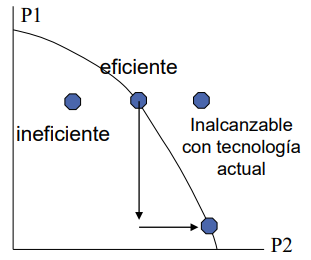 P1
eficiente
ineficiente
Inalcanzable
con tecnología
actual
P2